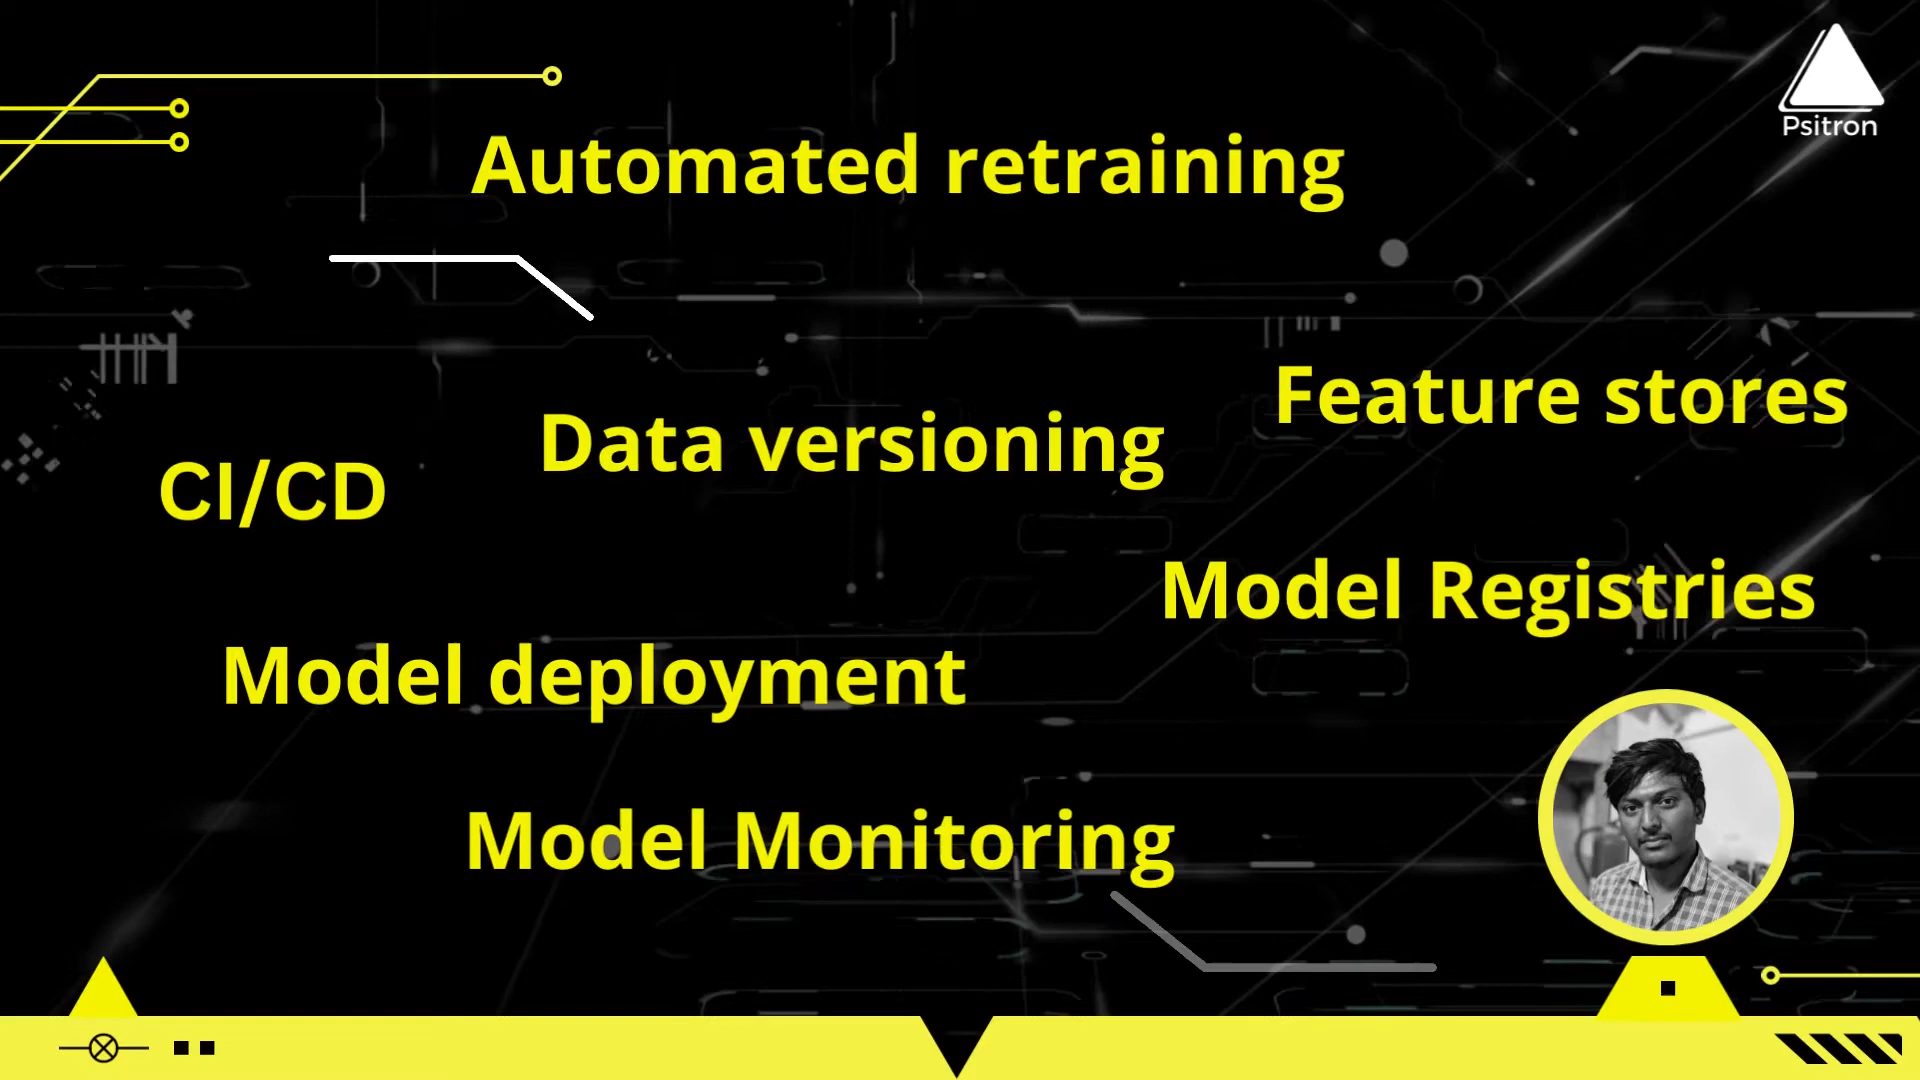 Psitron
Automated retraining
Feature stores
Data versioning
CI/CD
Model Registries
Model deployment
Model Monitoring